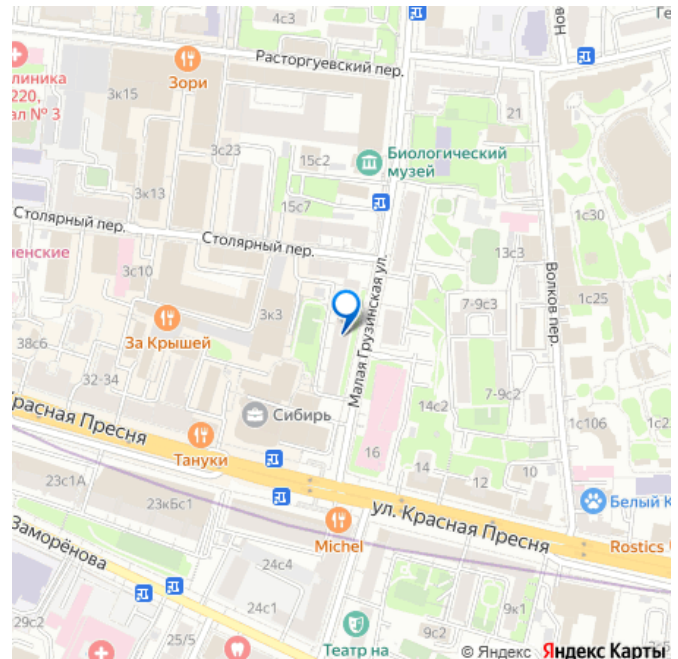 4с3
Нов
Ге
Расторгуевский пер.
Зори
линика
220,
ал № 3
3к15
21
3с23
15с2
Биологический
музей
3к13
15с7
1с30
Столярный пер.
Столярный пер.
13с3
ненские
3с10
Волков пер.
7-9с3
1с25
3к3
Малая Грузинская ул.
За Крышей
38с6
32-34
7-9с2
14с2
Красная Пресня
Сибирь
1с106
1с2
16
Тануки
14
12
10
23с1А
23кБс1
ул. Красная Пресня
Белый К
Michel
Rostics
Заморёнова
24с4
24с1
9к1
29с2
25/5
9с2
Театр на
© Яндекс Яндекс Карты